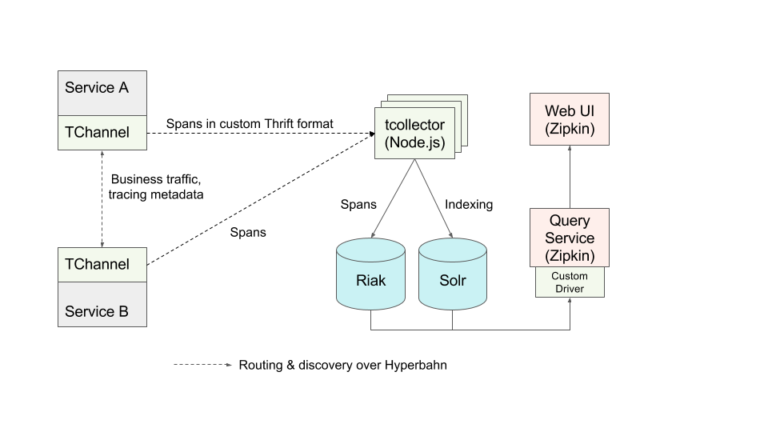 Service A
TChannel
Spans in custom Thrift format
tcollector
(Node.js)
Web UI
(Zipkin)
Business traffic,
tracing metadata
Spans
Spans
Indexing
Query
Service
(Zipkin)
Custom
Driver
TChannel
Service B
Riak
Solr
Routing & discovery over Hyperbahn